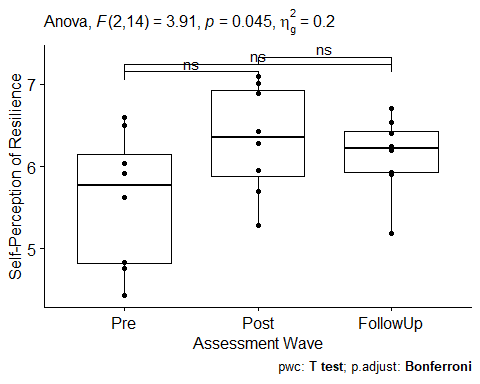 Anova, F(2,14) = 3.91, p = 0.045, η²g = 0.2
ns
ns
ns
7
6
5
Self-Perception of Resilience
Pre Post FollowUp
Assessment Wave
pwc: T test; p.adjust: Bonferroni